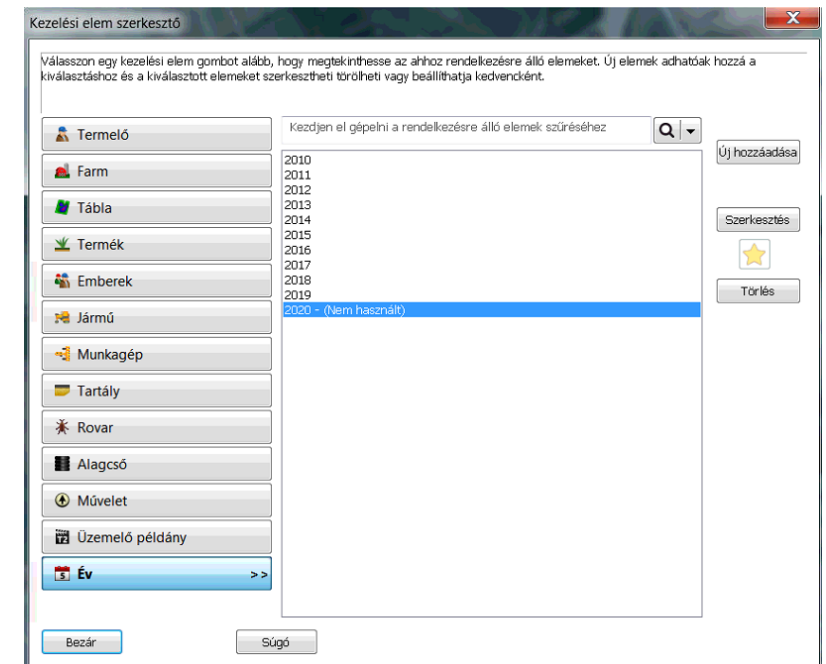 Kezelési elem szerkesztő
Válasszon egy kezelési elem gombot alább, hogy megtekinthesse az ahhoz rendelkezésre álló elemeket. Új elemek adhatóak hozzá a
kiválasztáshoz és a kiválasztott elemeket szerkesztheti törölheti vagy beállíthatja kedvencként.
Termelő
Farm
Tábla
Termék
Emberek
Jármű
Munkagép
Tartály
Rovar
Alagcső
Művelet
Üzemelő példány
Év >>
Kezdjen el gépelni a rendelkezésre álló elemek szűréséhez
2010
2011
2012
2013
2014
2015
2016
2017
2018
2019
2020 - (Nem használt)
Új hozzáadása
Szerkesztés
Törlés
Bezár
Súgó